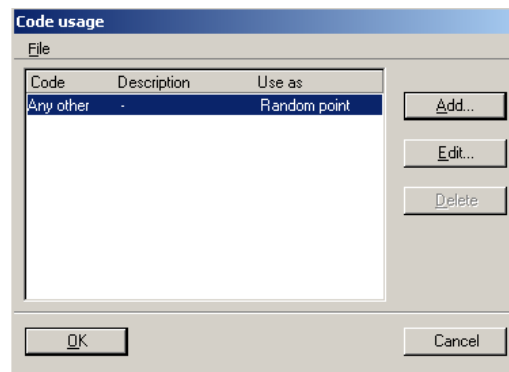 Code usage
File
Code Description Use as
Any other - Random point
Add...
Edit...
Delete
OK Cancel